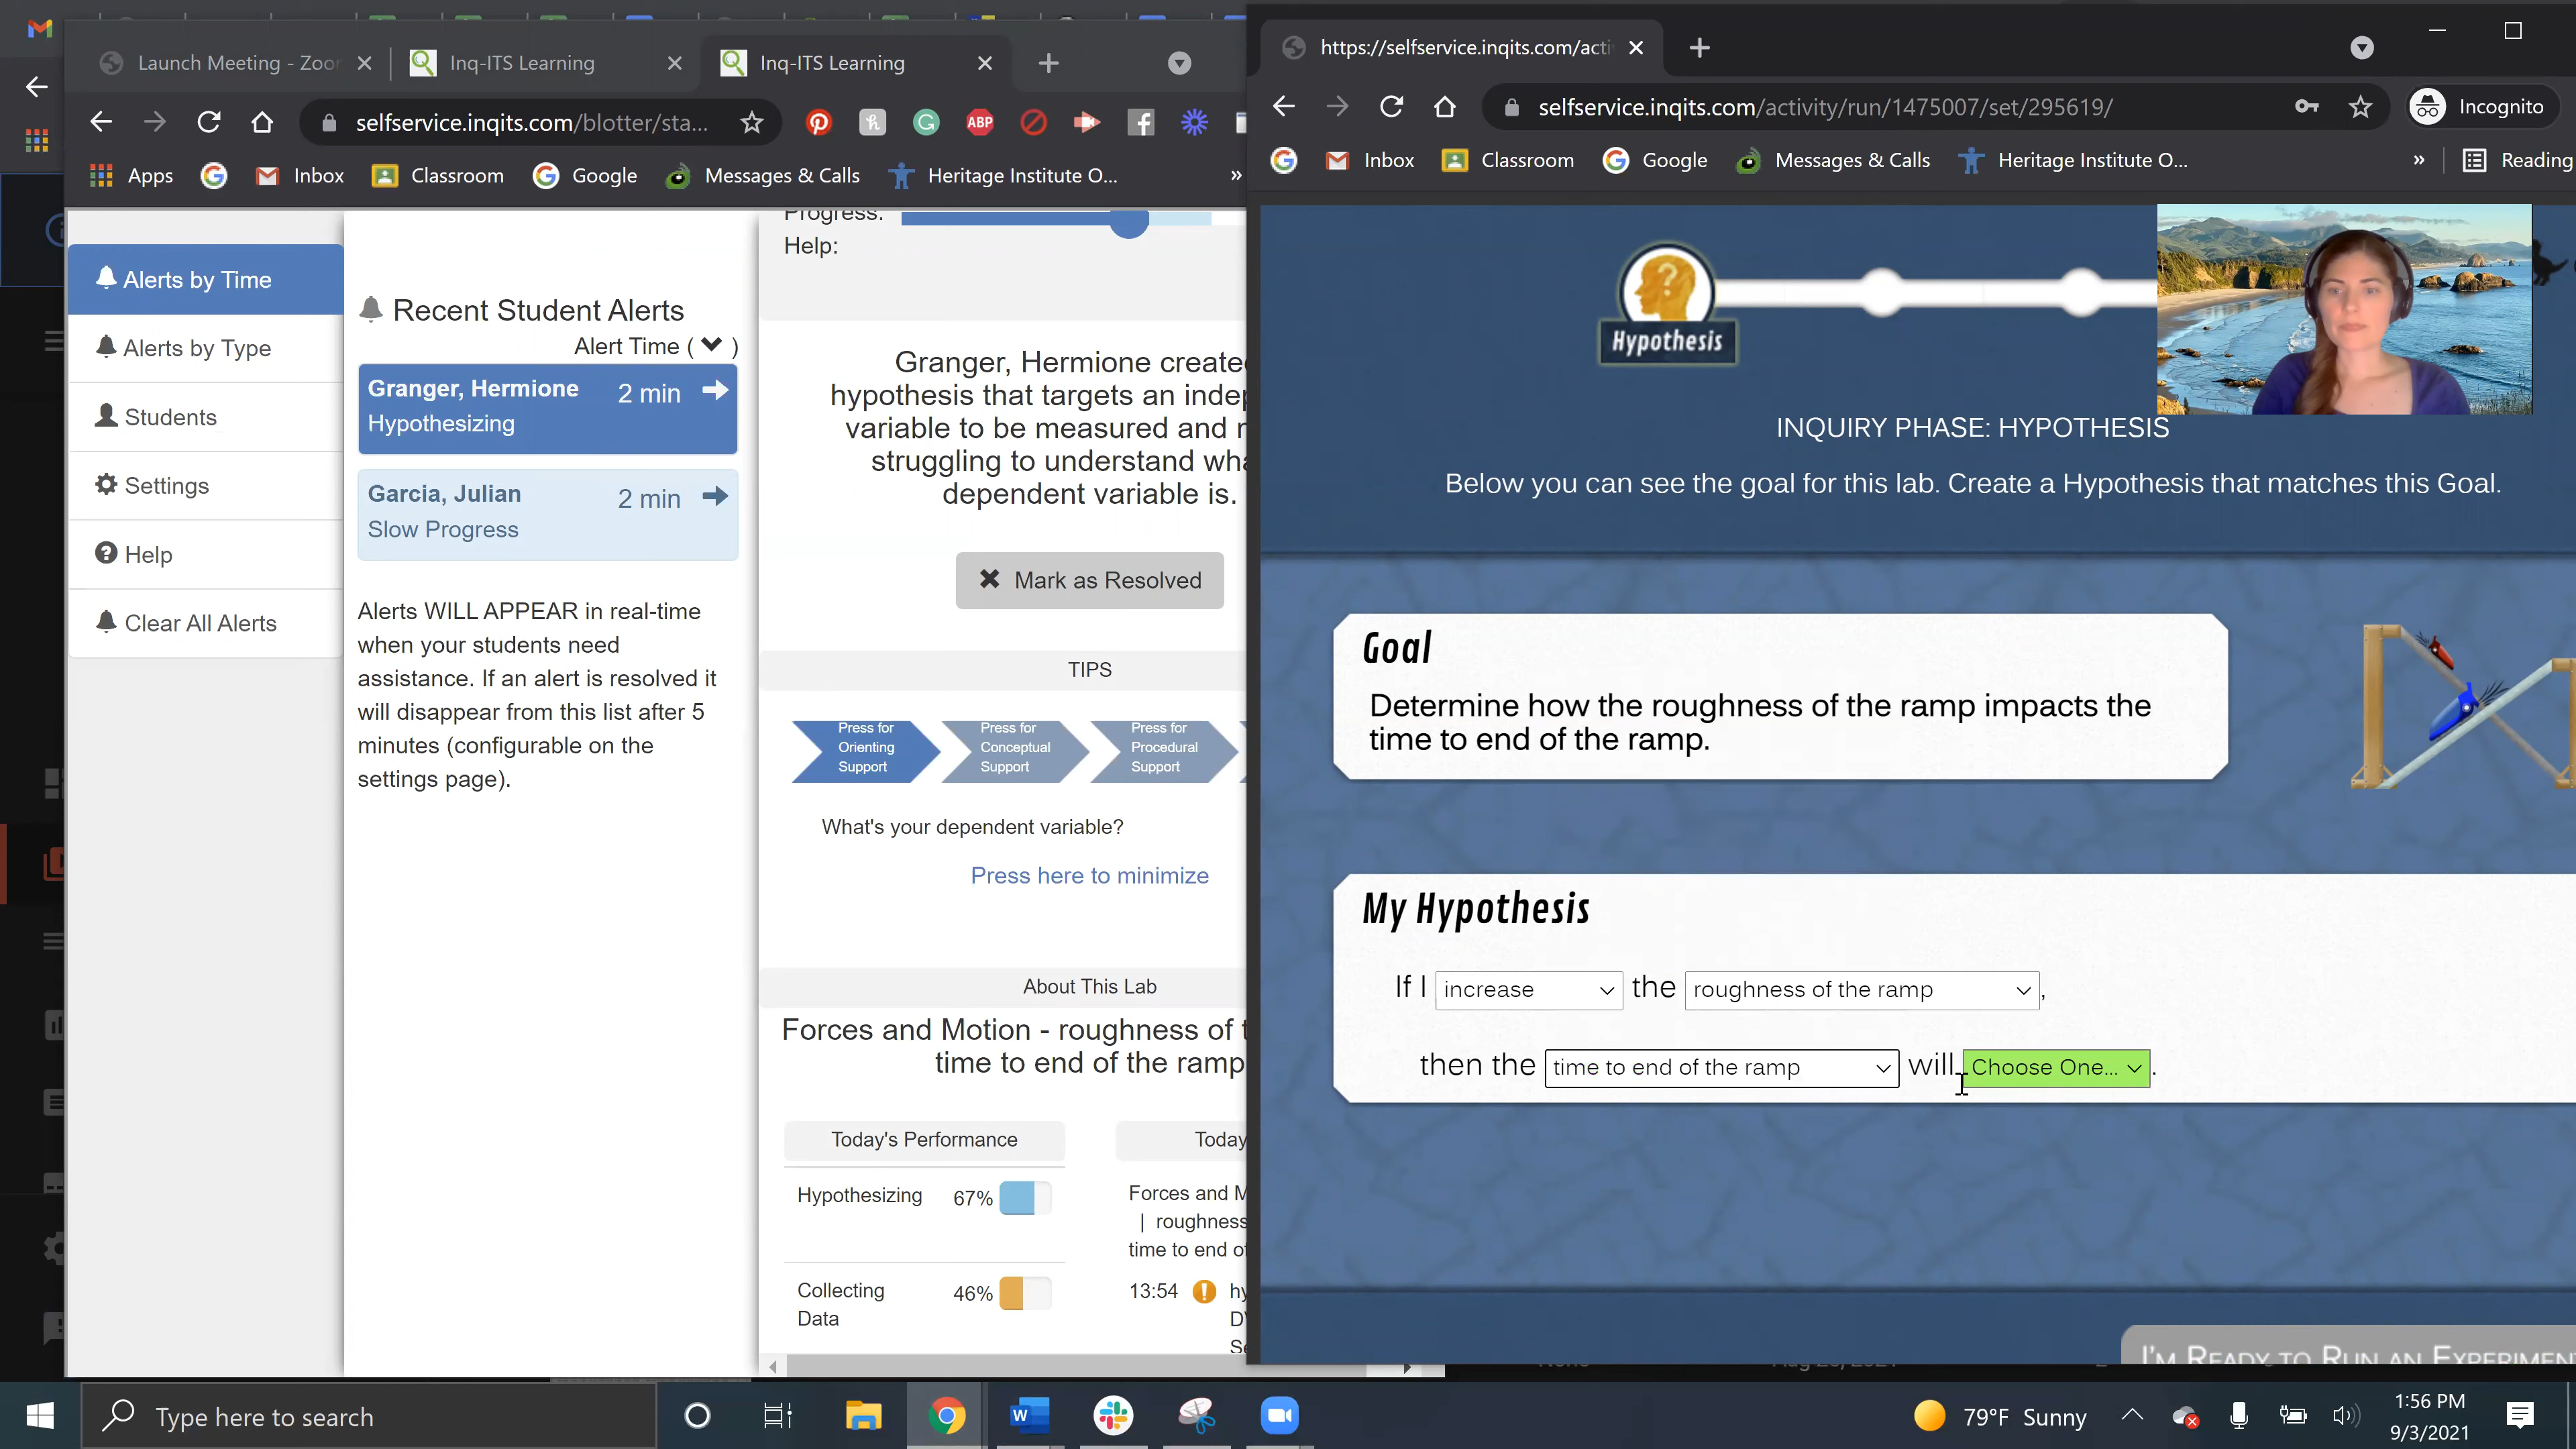 Launch Meeting - Zoo
Inq-ITS Learning
Inq-ITS Learning
selfservice.inqits.com/blotter/sta...
ABP
Apps
Inbox
Classroom
Google
Messages & Calls
Heritage Institute O...
»
Alerts by Time
Alerts by Type
Students
Settings
Help
Clear All Alerts
Recent Student Alerts
Alert Time ( )
Granger, Hermione
2 min
Hypothesizing
Garcia, Julian
2 min
Slow Progress
Alerts WILL APPEAR in real-time
when your students need
assistance. If an alert is resolved it
will disappear from this list after 5
minutes (configurable on the
settings page).
Progress:
Help:
Granger, Hermione create
hypothesis that targets an inde
variable to be measured and
struggling to understand wh
dependent variable is.
Mark as Resolved
TIPS
Press for
Orienting
Support
Press for
Conceptual
Support
Press for
Procedural
Support
What's your dependent variable?
Press here to minimize
About This Lab
Forces and Motion - roughness of
time to end of the ramp
Today's Performance
Today
Hypothesizing 67%
Collecting
Data
46%
Forces and M
| roughness
time to end of
13:54 hy
D
Se
https://selfservice.inqits.com/acti
selfservice.inqits.com/activity/run/1475007/set/295619/
Incognito
Inbox
Classroom
Google
Messages & Calls
Heritage Institute O...
»
Reading
Hypothesis
INQUIRY PHASE: HYPOTHESIS
Below you can see the goal for this lab. Create a Hypothesis that matches this Goal.
Goal
Determine how the roughness of the ramp impacts the
time to end of the ramp.
My Hypothesis
If I increase the roughness of the ramp ,
then the time to end of the ramp will Choose One... .
I'M READY TO RUN AN EXPERIMENT
Type here to search
79°F Sunny
1:56 PM
9/3/2021